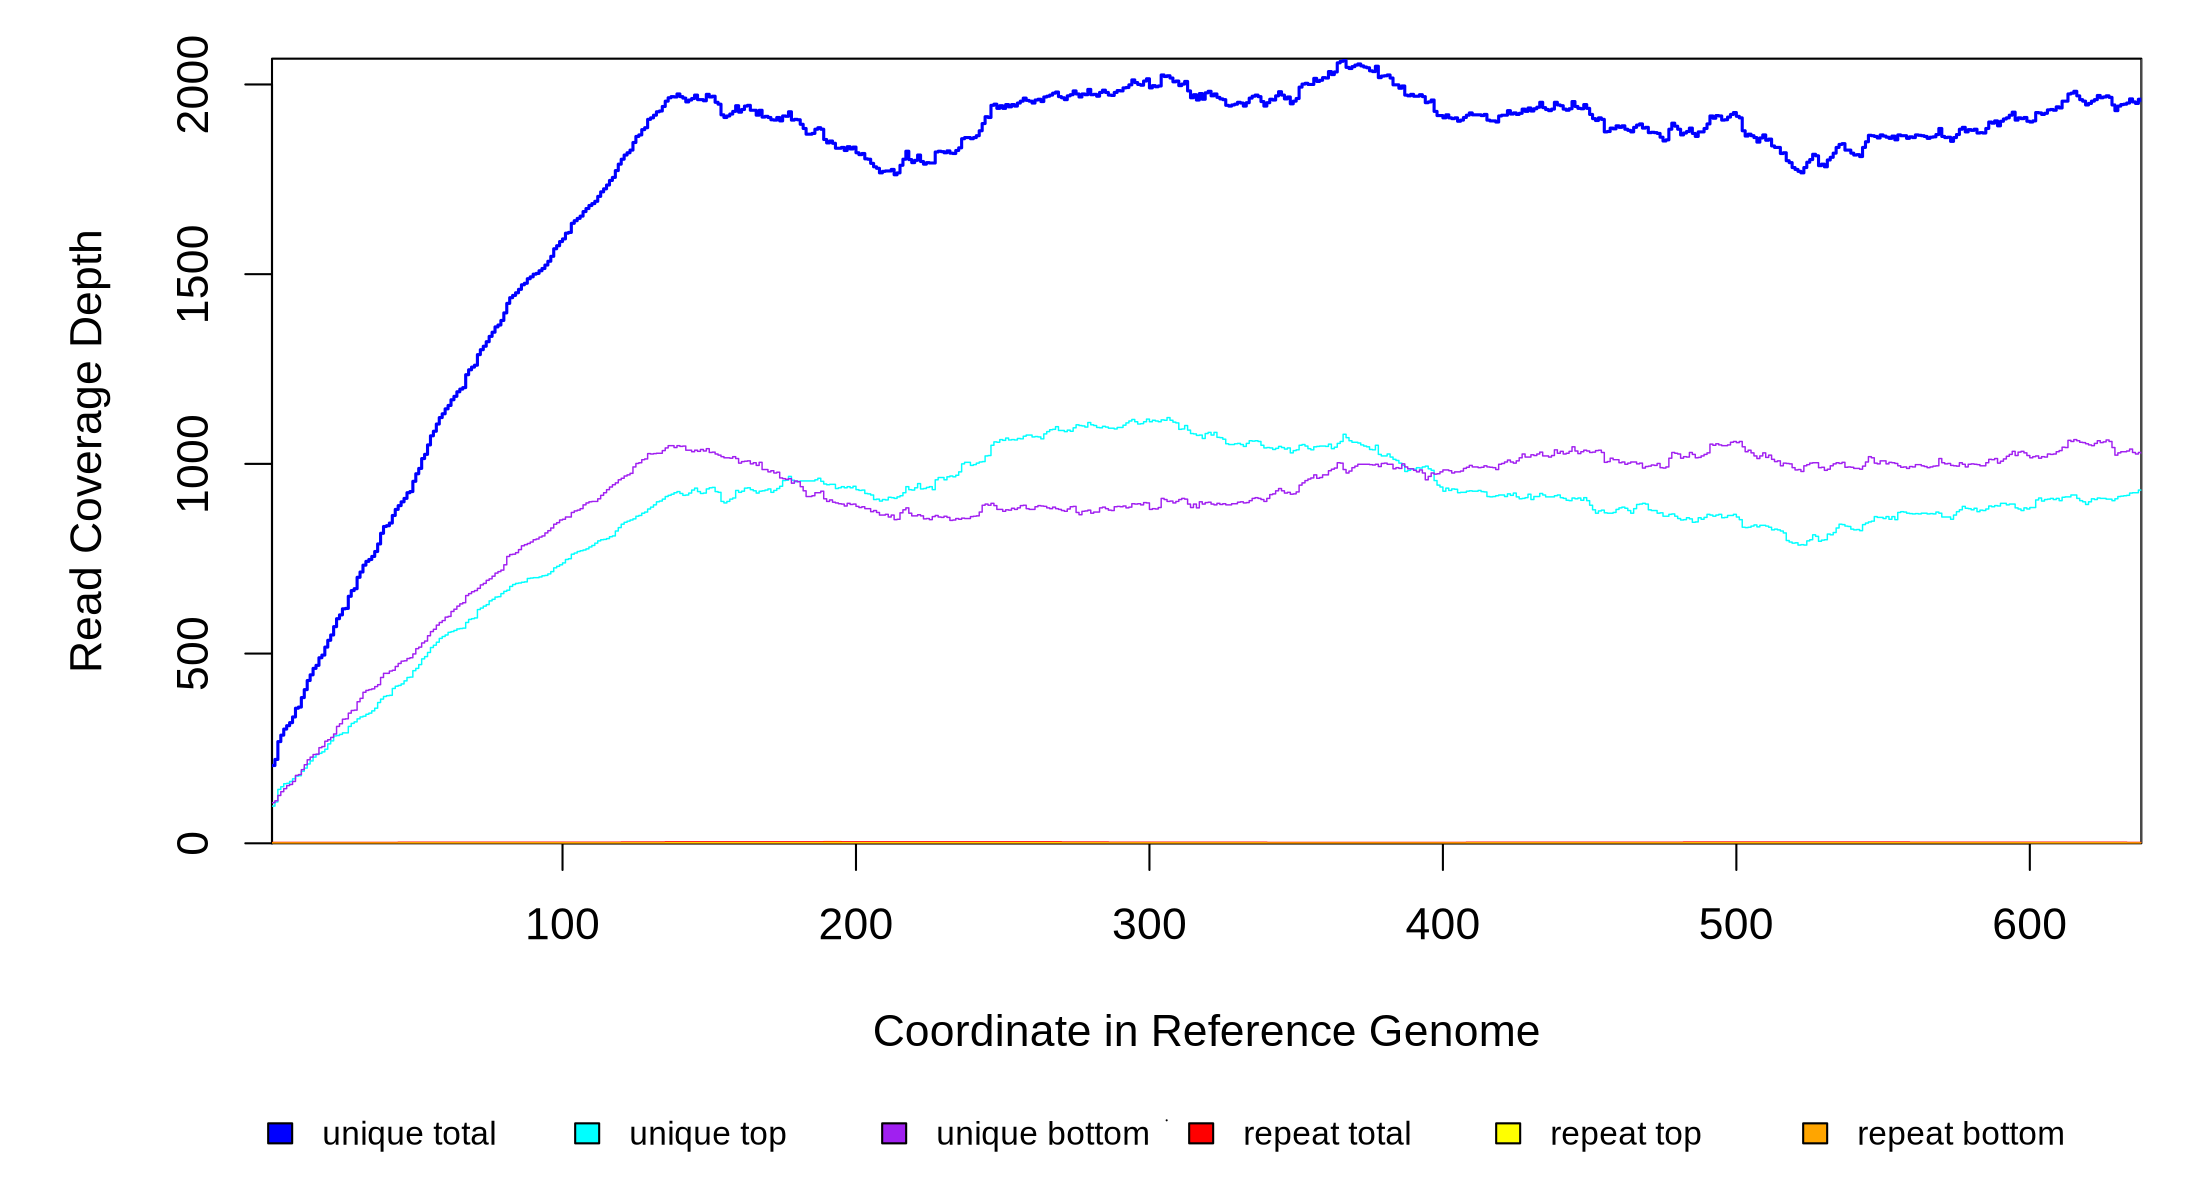 Read Coverage Depth
2000
1500
1000
500
0
100 200 300 400 500 600
Coordinate in Reference Genome
unique total unique top unique bottom repeat total repeat top repeat bottom